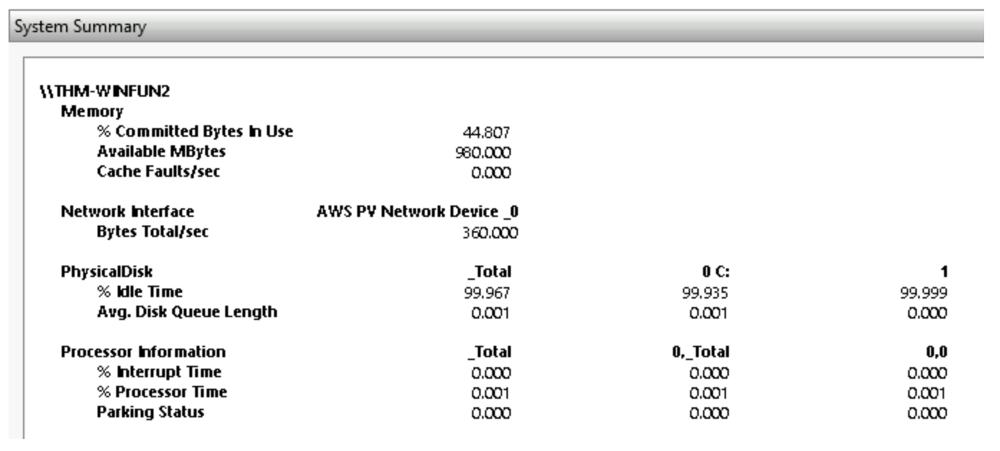 System Summary
\\THM-WINFUN2
Memory
% Committed Bytes In Use 44.807
Available MBytes 980.000
Cache Faults/sec 0.000
Network Interface AWS PV Network Device _0
Bytes Total/sec 360.000
PhysicalDisk _Total 0 C: 1
% Idle Time 99.967 99.935 99.999
Avg. Disk Queue Length 0.001 0.001 0.000
Processor Information _Total 0,_Total 0,0
% Interrupt Time 0.000 0.000 0.000
% Processor Time 0.001 0.001 0.001
Parking Status 0.000 0.000 0.000